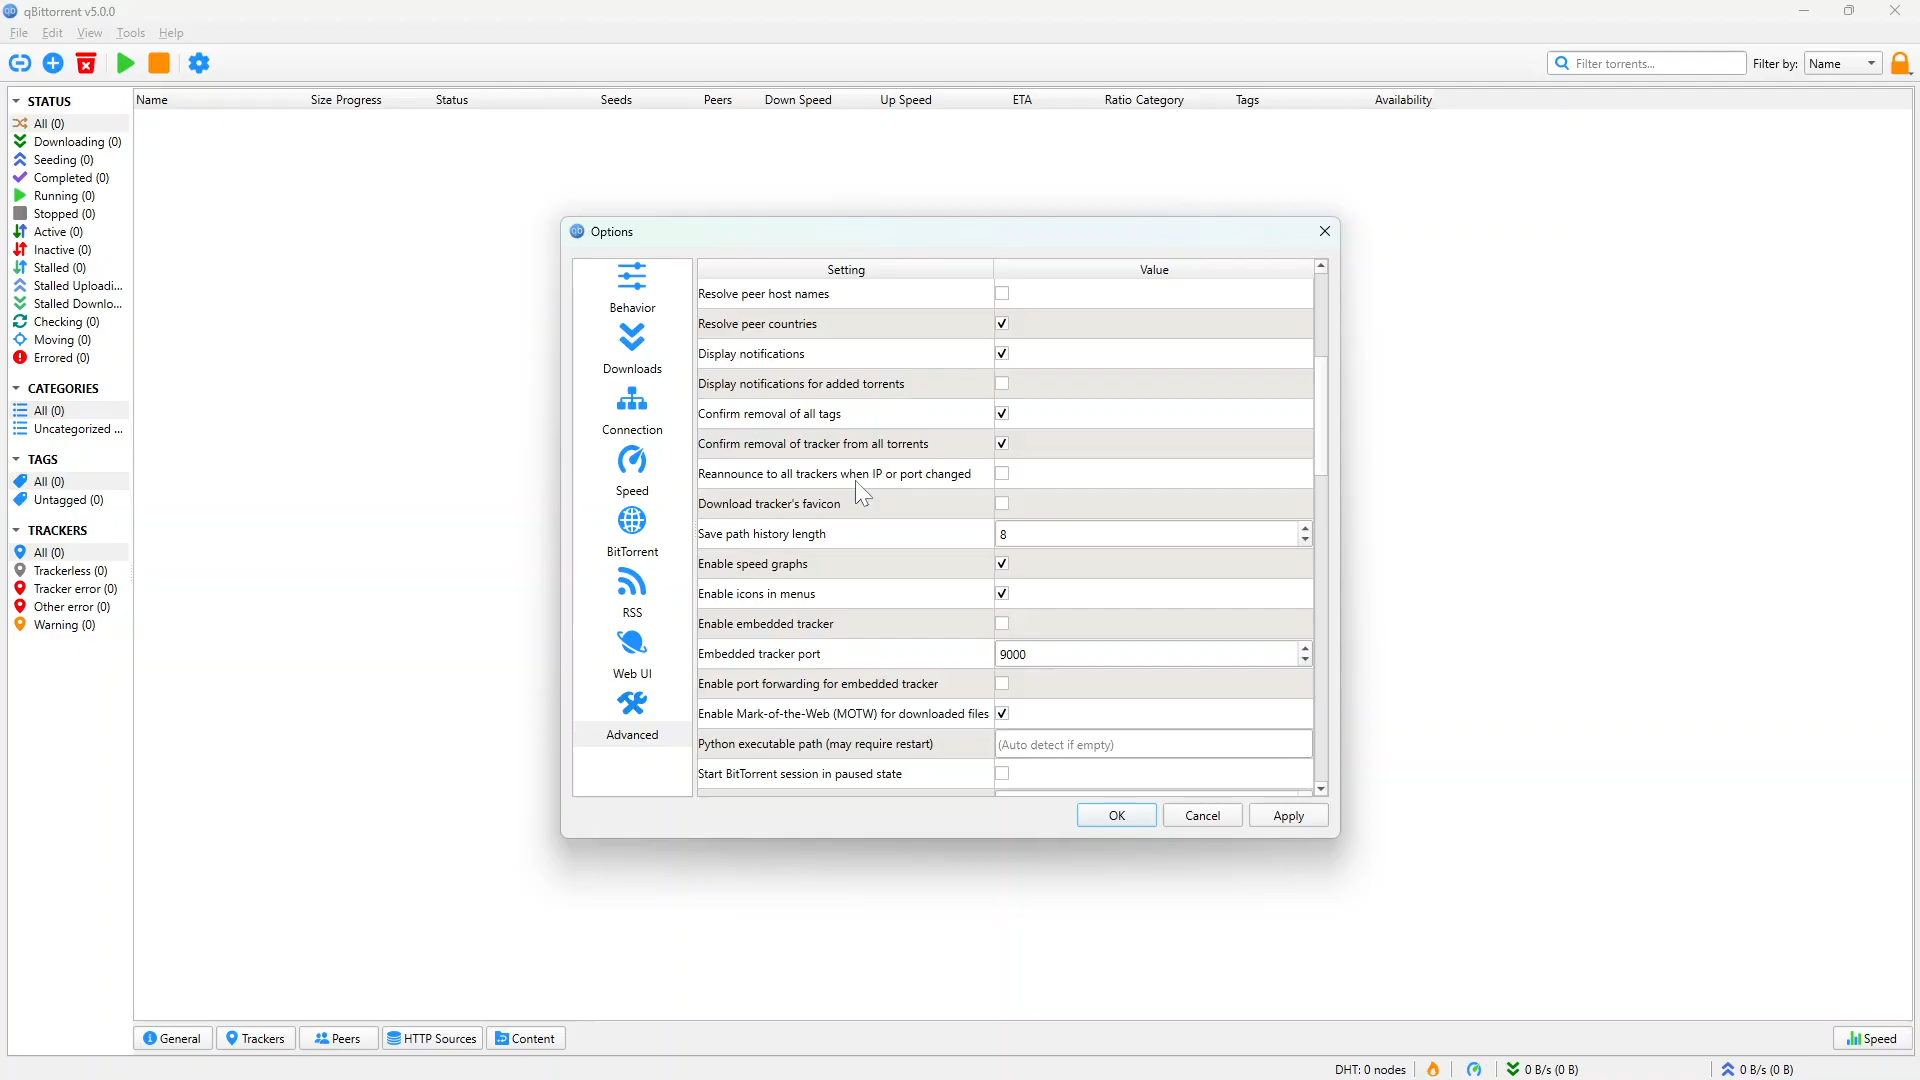 qBittorrent v5.0.0
File Edit View Tools Help
Filter torrents... Filter by: Name
STATUS
All (0)
Downloading (0)
Seeding (0)
Completed (0)
Running (0)
Stopped (0)
Active (0)
Inactive (0)
Stalled (0)
Stalled Uploadi...
Stalled Downlo...
Checking (0)
Moving (0)
Errored (0)
CATEGORIES
All (0)
Uncategorized ...
TAGS
All (0)
Untagged (0)
TRACKERS
All (0)
Trackerless (0)
Tracker error (0)
Other error (0)
Warning (0)
Name Size Progress Status Seeds Peers Down Speed Up Speed ETA Ratio Category Tags Availability
Options
Behavior
Downloads
Connection
Speed
BitTorrent
RSS
Web UI
Advanced
Setting Value
Resolve peer host names
Resolve peer countries
Display notifications
Display notifications for added torrents
Confirm removal of all tags
Confirm removal of tracker from all torrents
Reannounce to all trackers when IP or port changed
Download tracker's favicon
Save path history length 8
Enable speed graphs
Enable icons in menus
Enable embedded tracker
Embedded tracker port 9000
Enable port forwarding for embedded tracker
Enable Mark-of-the-Web (MOTW) for downloaded files
Python executable path (may require restart) (Auto detect if empty)
Start BitTorrent session in paused state
OK Cancel Apply
General Trackers Peers HTTP Sources Content Speed
DHT: 0 nodes 0 B/s (0 B) 0 B/s (0 B)